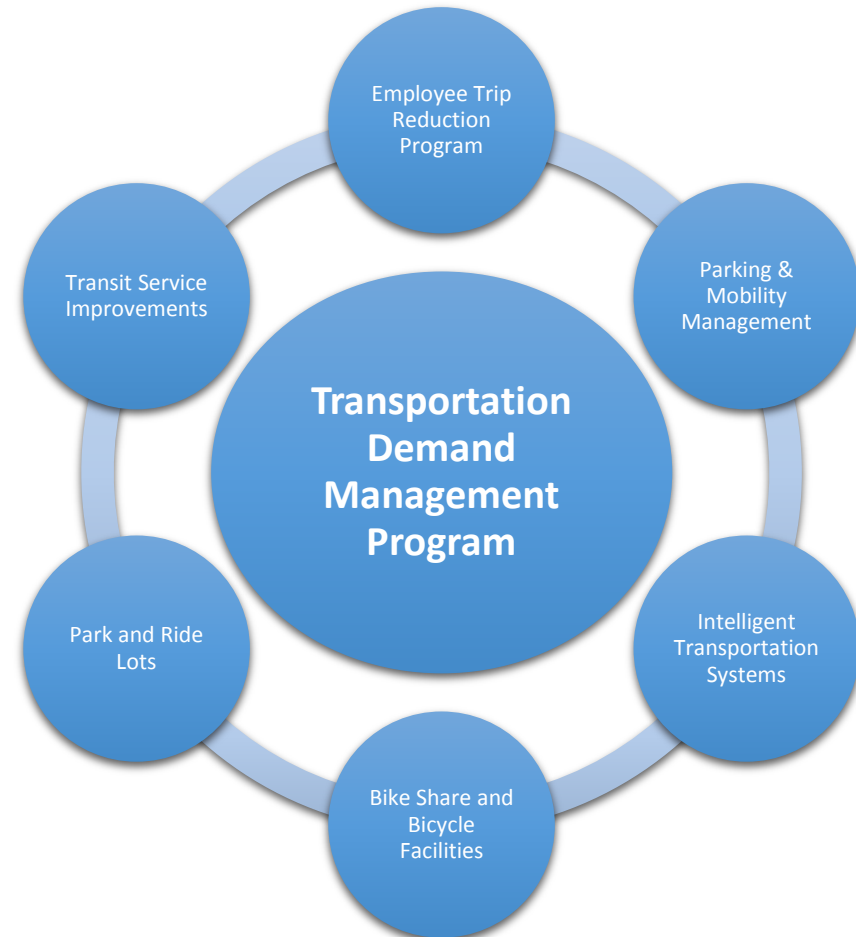 Employee Trip
Reduction
Program
Parking &
Mobility
Management
Intelligent
Transportation
Systems
Bike Share and
Bicycle
Facilities
Park and Ride
Lots
Transit Service
Improvements
Transportation
Demand
Management
Program